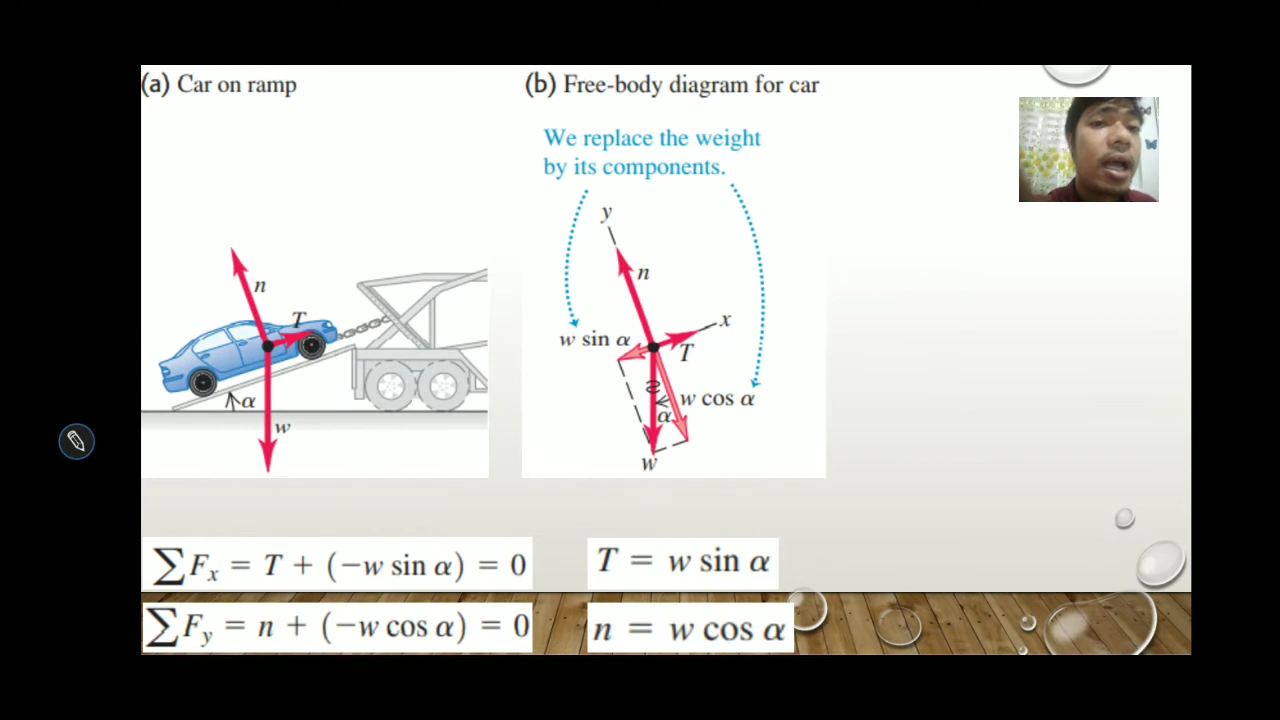 (a) Car on ramp
n
T
α
w
(b) Free-body diagram for car
We replace the weight
by its components.
y
n
x
w sin α
T
w cos α
α
w
∑Fx = T + (−w sin α) = 0
T = w sin α
∑Fy = n + (−w cos α) = 0
n = w cos α